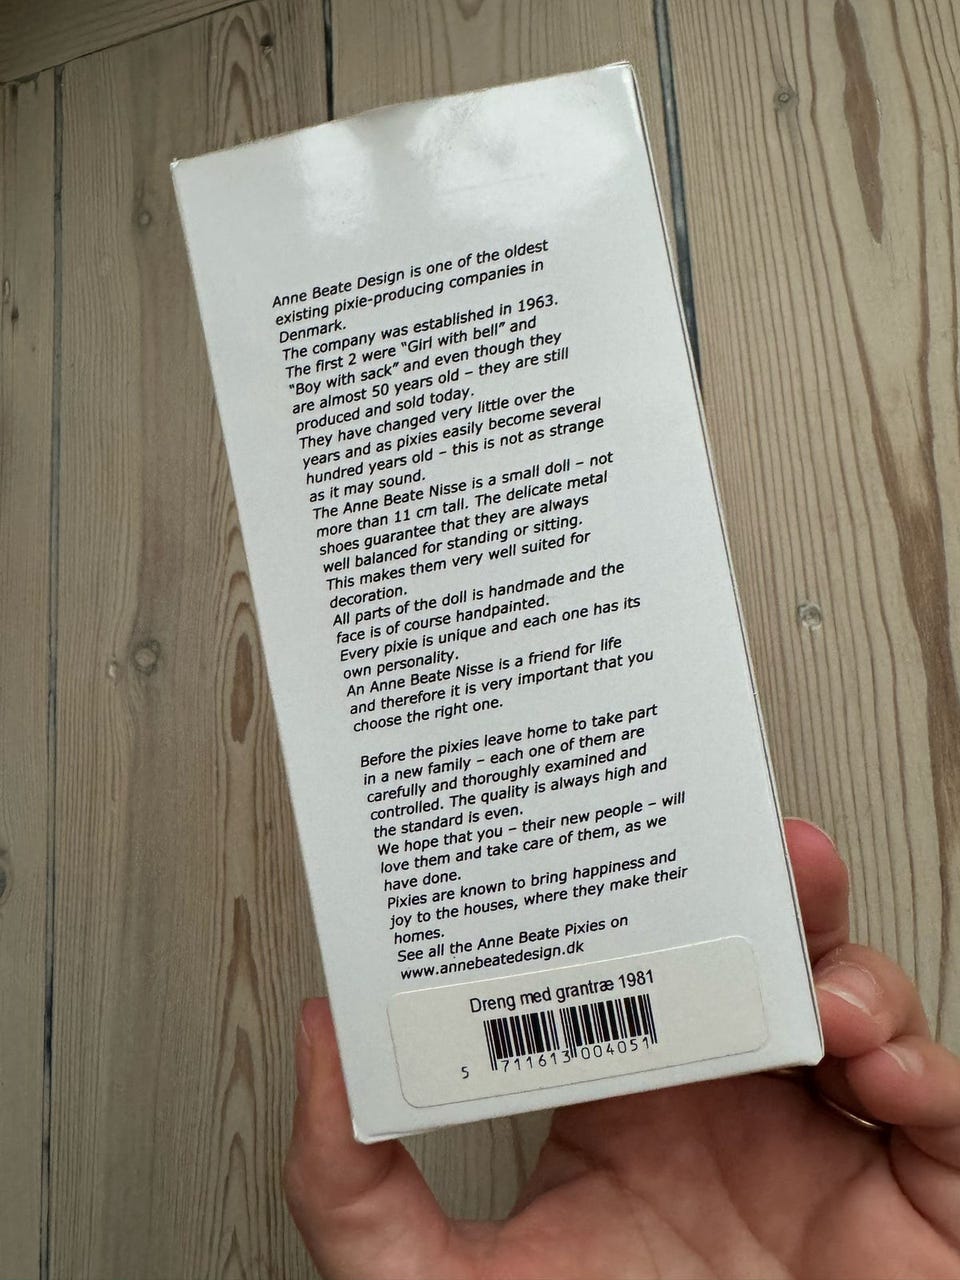 Anne Beate Design is one of the oldest
existing pixie-producing companies in
Denmark.
The company was established in 1963.
The first 2 were “Girl with bell” and
“Boy with sack” and even though they
are almost 50 years old – they are still
produced and sold today.
They have changed very little over the
years and as pixies easily become several
hundred years old – this is not as strange
as it may sound.
The Anne Beate Nisse is a small doll – not
more than 11 cm tall. The delicate metal
shoes guarantee that they are always
well balanced for standing or sitting.
This makes them very well suited for
decoration.
All parts of the doll is handmade and the
face is of course handpainted.
Every pixie is unique and each one has its
own personality.
An Anne Beate Nisse is a friend for life
and therefore it is very important that you
choose the right one.
Before the pixies leave home to take part
in a new family – each one of them are
carefully and thoroughly examined and
controlled. The quality is always high and
the standard is even.
We hope that you – their new people – will
love them and take care of them, as we
have done.
Pixies are known to bring happiness and
joy to the houses, where they make their
homes.
See all the Anne Beate Pixies on
www.annebeatedesign.dk
Dreng med grantræ 1981
5 711613 004051